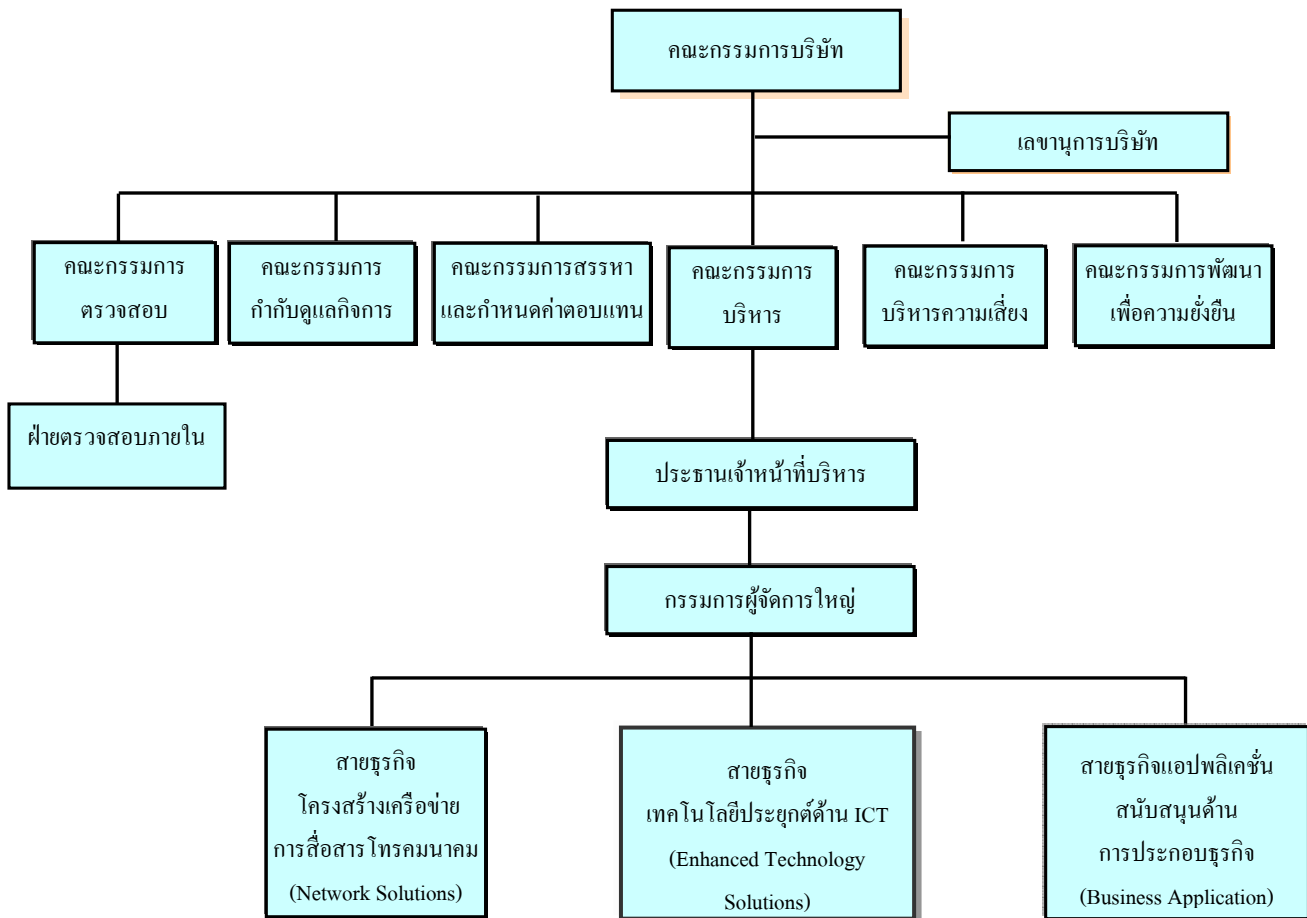 คณะกรรมการบริษัท
เลขานุการบริษัท
คณะกรรมการ
ตรวจสอบ
คณะกรรมการ
กำกับดูแลกิจการ
คณะกรรมการสรรหา
และกำหนดค่าตอบแทน
คณะกรรมการ
บริหาร
คณะกรรมการ
บริหารความเสี่ยง
คณะกรรมการพัฒนา
เพื่อความยั่งยืน
ฝ่ายตรวจสอบภายใน
ประธานเจ้าหน้าที่บริหาร
กรรมการผู้จัดการใหญ่
สายธุรกิจ
โครงสร้างเครือข่าย
การสื่อสารโทรคมนาคม
(Network Solutions)
สายธุรกิจ
เทคโนโลยีประยุกต์ด้าน ICT
(Enhanced Technology
Solutions)
สายธุรกิจแอปพลิเคชั่น
สนับสนุนด้าน
การประกอบธุรกิจ
(Business Application)